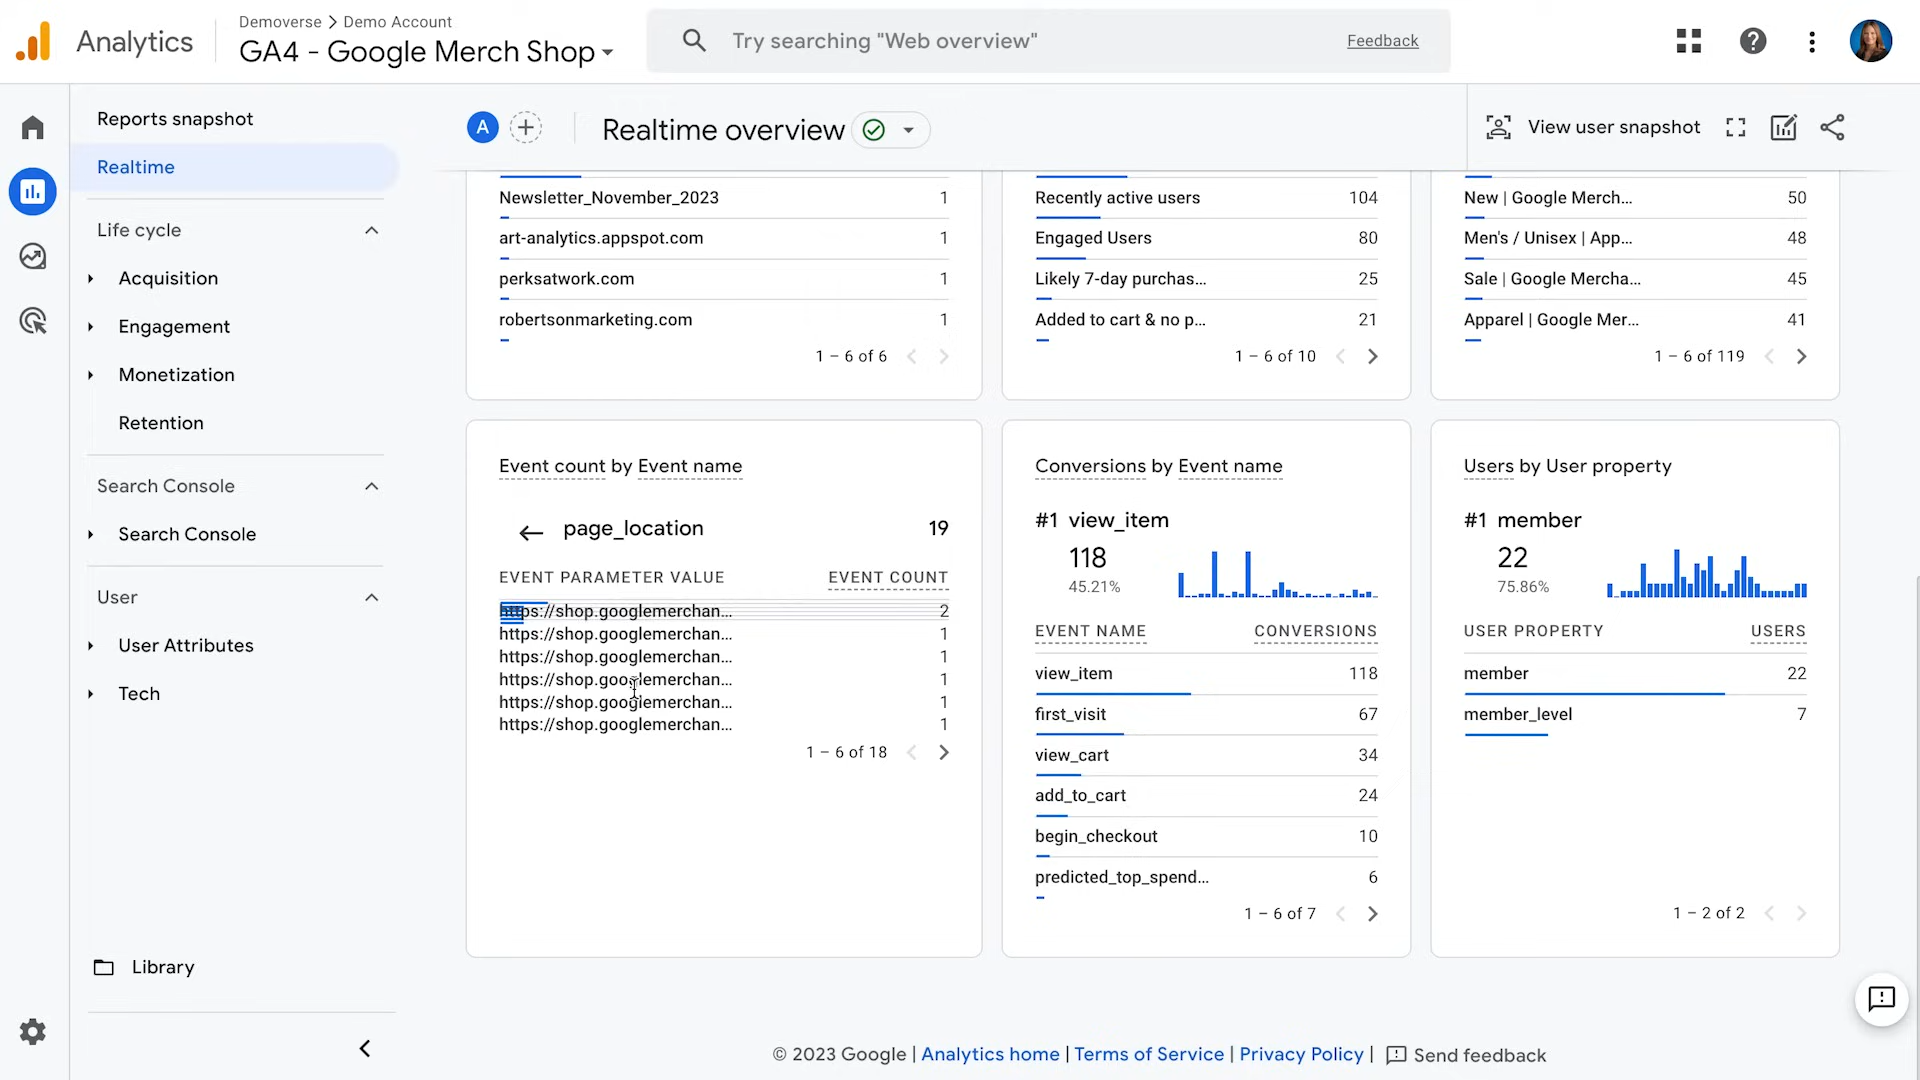 Analytics
Demoverse > Demo Account
GA4 - Google Merch Shop
Try searching "Web overview"
Feedback
Reports snapshot
Realtime
Life cycle
Acquisition
Engagement
Monetization
Retention
Search Console
Search Console
User
User Attributes
Tech
Library
A
Realtime overview
View user snapshot
Newsletter_November_2023 1
art-analytics.appspot.com 1
perksatwork.com 1
robertsonmarketing.com 1
1 – 6 of 6
Recently active users 104
Engaged Users 80
Likely 7-day purchas... 25
Added to cart & no p... 21
1 – 6 of 10
New | Google Merch... 50
Men's / Unisex | App... 48
Sale | Google Mercha... 45
Apparel | Google Mer... 41
1 – 6 of 119
Event count by Event name
page_location 19
EVENT PARAMETER VALUE EVENT COUNT
https://shop.googlemerchan... 2
https://shop.googlemerchan... 1
https://shop.googlemerchan... 1
https://shop.googlemerchan... 1
https://shop.googlemerchan... 1
https://shop.googlemerchan... 1
1 – 6 of 18
Conversions by Event name
#1 view_item
118
45.21%
EVENT NAME CONVERSIONS
view_item 118
first_visit 67
view_cart 34
add_to_cart 24
begin_checkout 10
predicted_top_spend... 6
1 – 6 of 7
Users by User property
#1 member
22
75.86%
USER PROPERTY USERS
member 22
member_level 7
1 – 2 of 2
© 2023 Google | Analytics home | Terms of Service | Privacy Policy | Send feedback